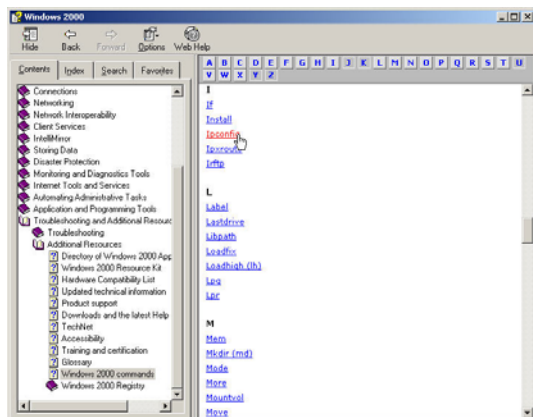 Windows 2000
Hide Back Forward Options Web Help
Contents Index Search Favorites
Connections
Networking
Network Interoperability
Client Services
IntelliMirror
Storing Data
Disaster Protection
Monitoring and Diagnostics Tools
Internet Tools and Services
Automating Administrative Tasks
Application and Programming Tools
Troubleshooting and Additional Resourc
Troubleshooting
Additional Resources
Directory of Windows 2000 App
Windows 2000 Resource Kit
Hardware Compatibility List
Updated technical information
Product support
Downloads and the latest Help
TechNet
Accessibility
Training and certification
Glossary
Windows 2000 commands
Windows 2000 Registry
A B C D E F G H I J K L M N O P Q R S T U
V W X Y Z
I
If
Install
Ipconfig
Ipxroute
Irftp
L
Label
Lastdrive
Libpath
Loadfix
Loadhigh (lh)
Lpq
Lpr
M
Mem
Mkdir (md)
Mode
More
Mountvol
Move